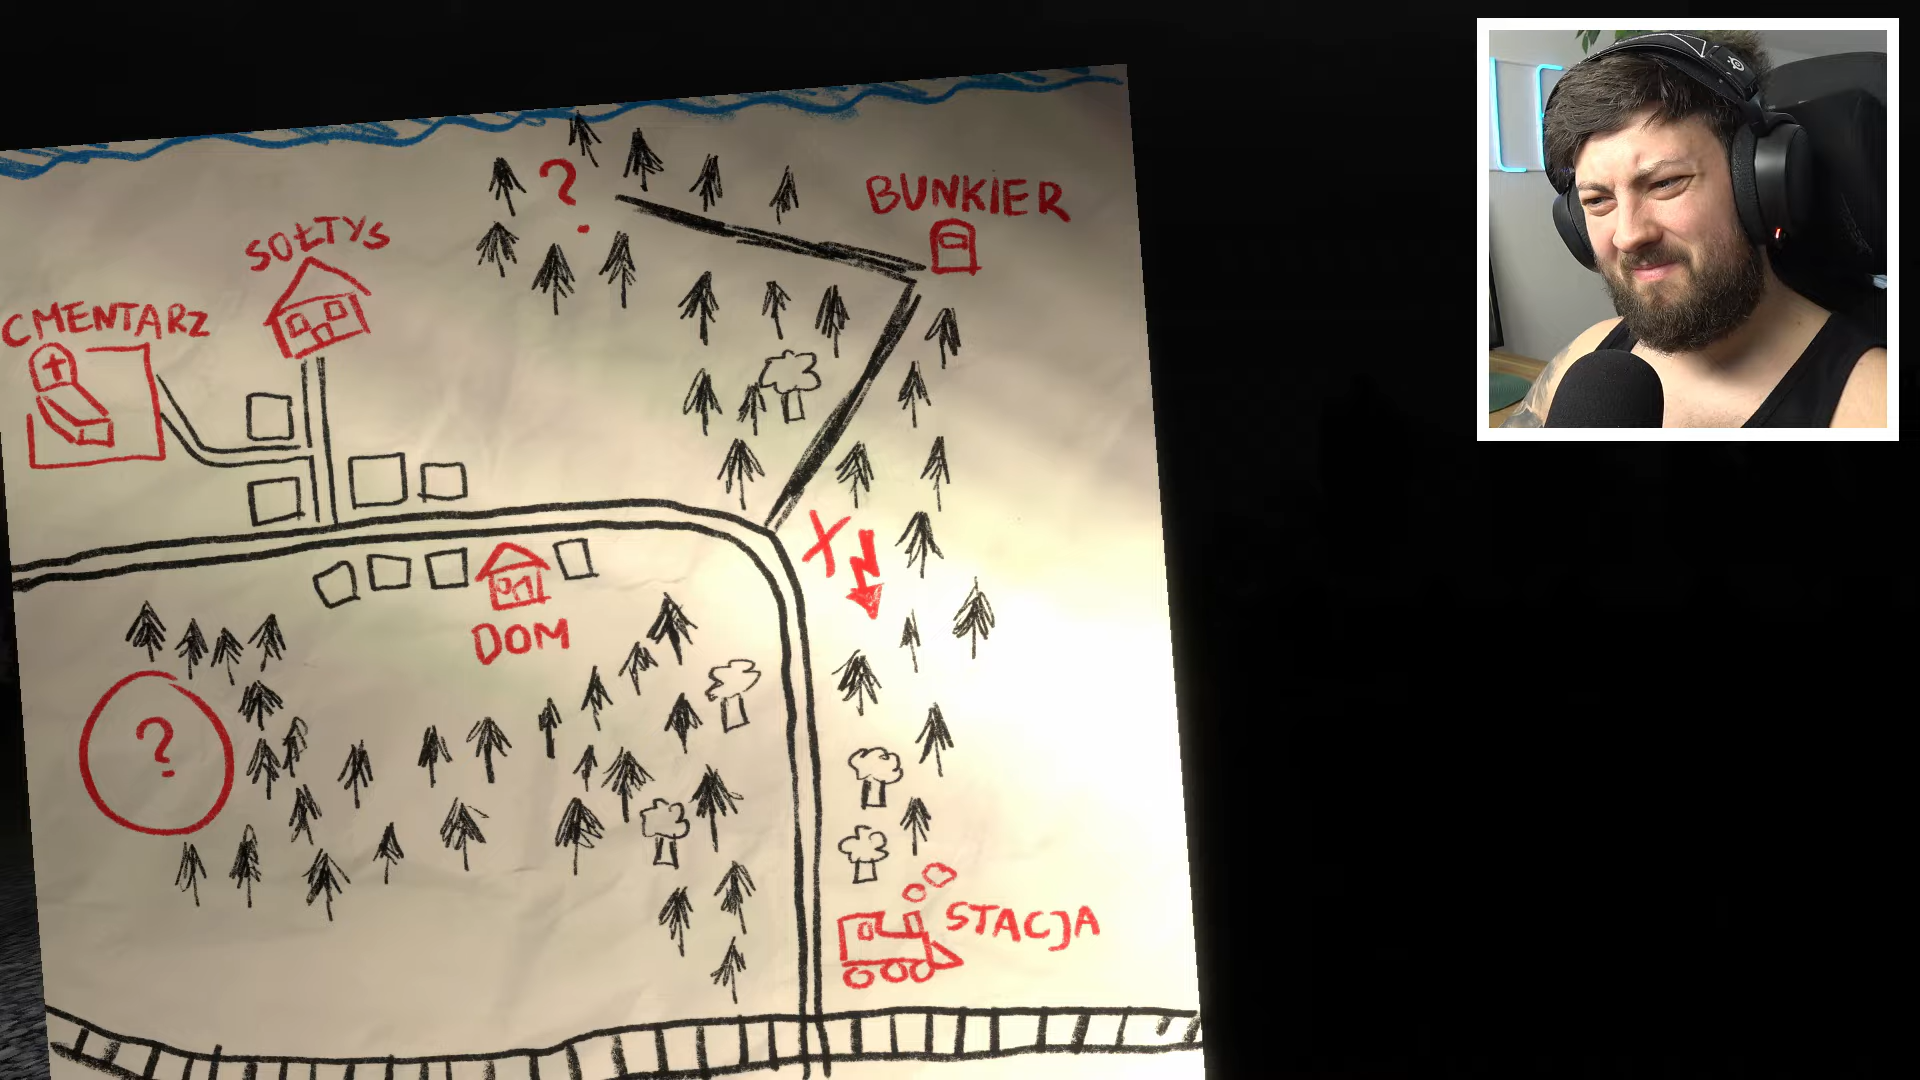 ?
BUNKIER
SOŁTYS
CMENTARZ
X
DOM
?
STACJA